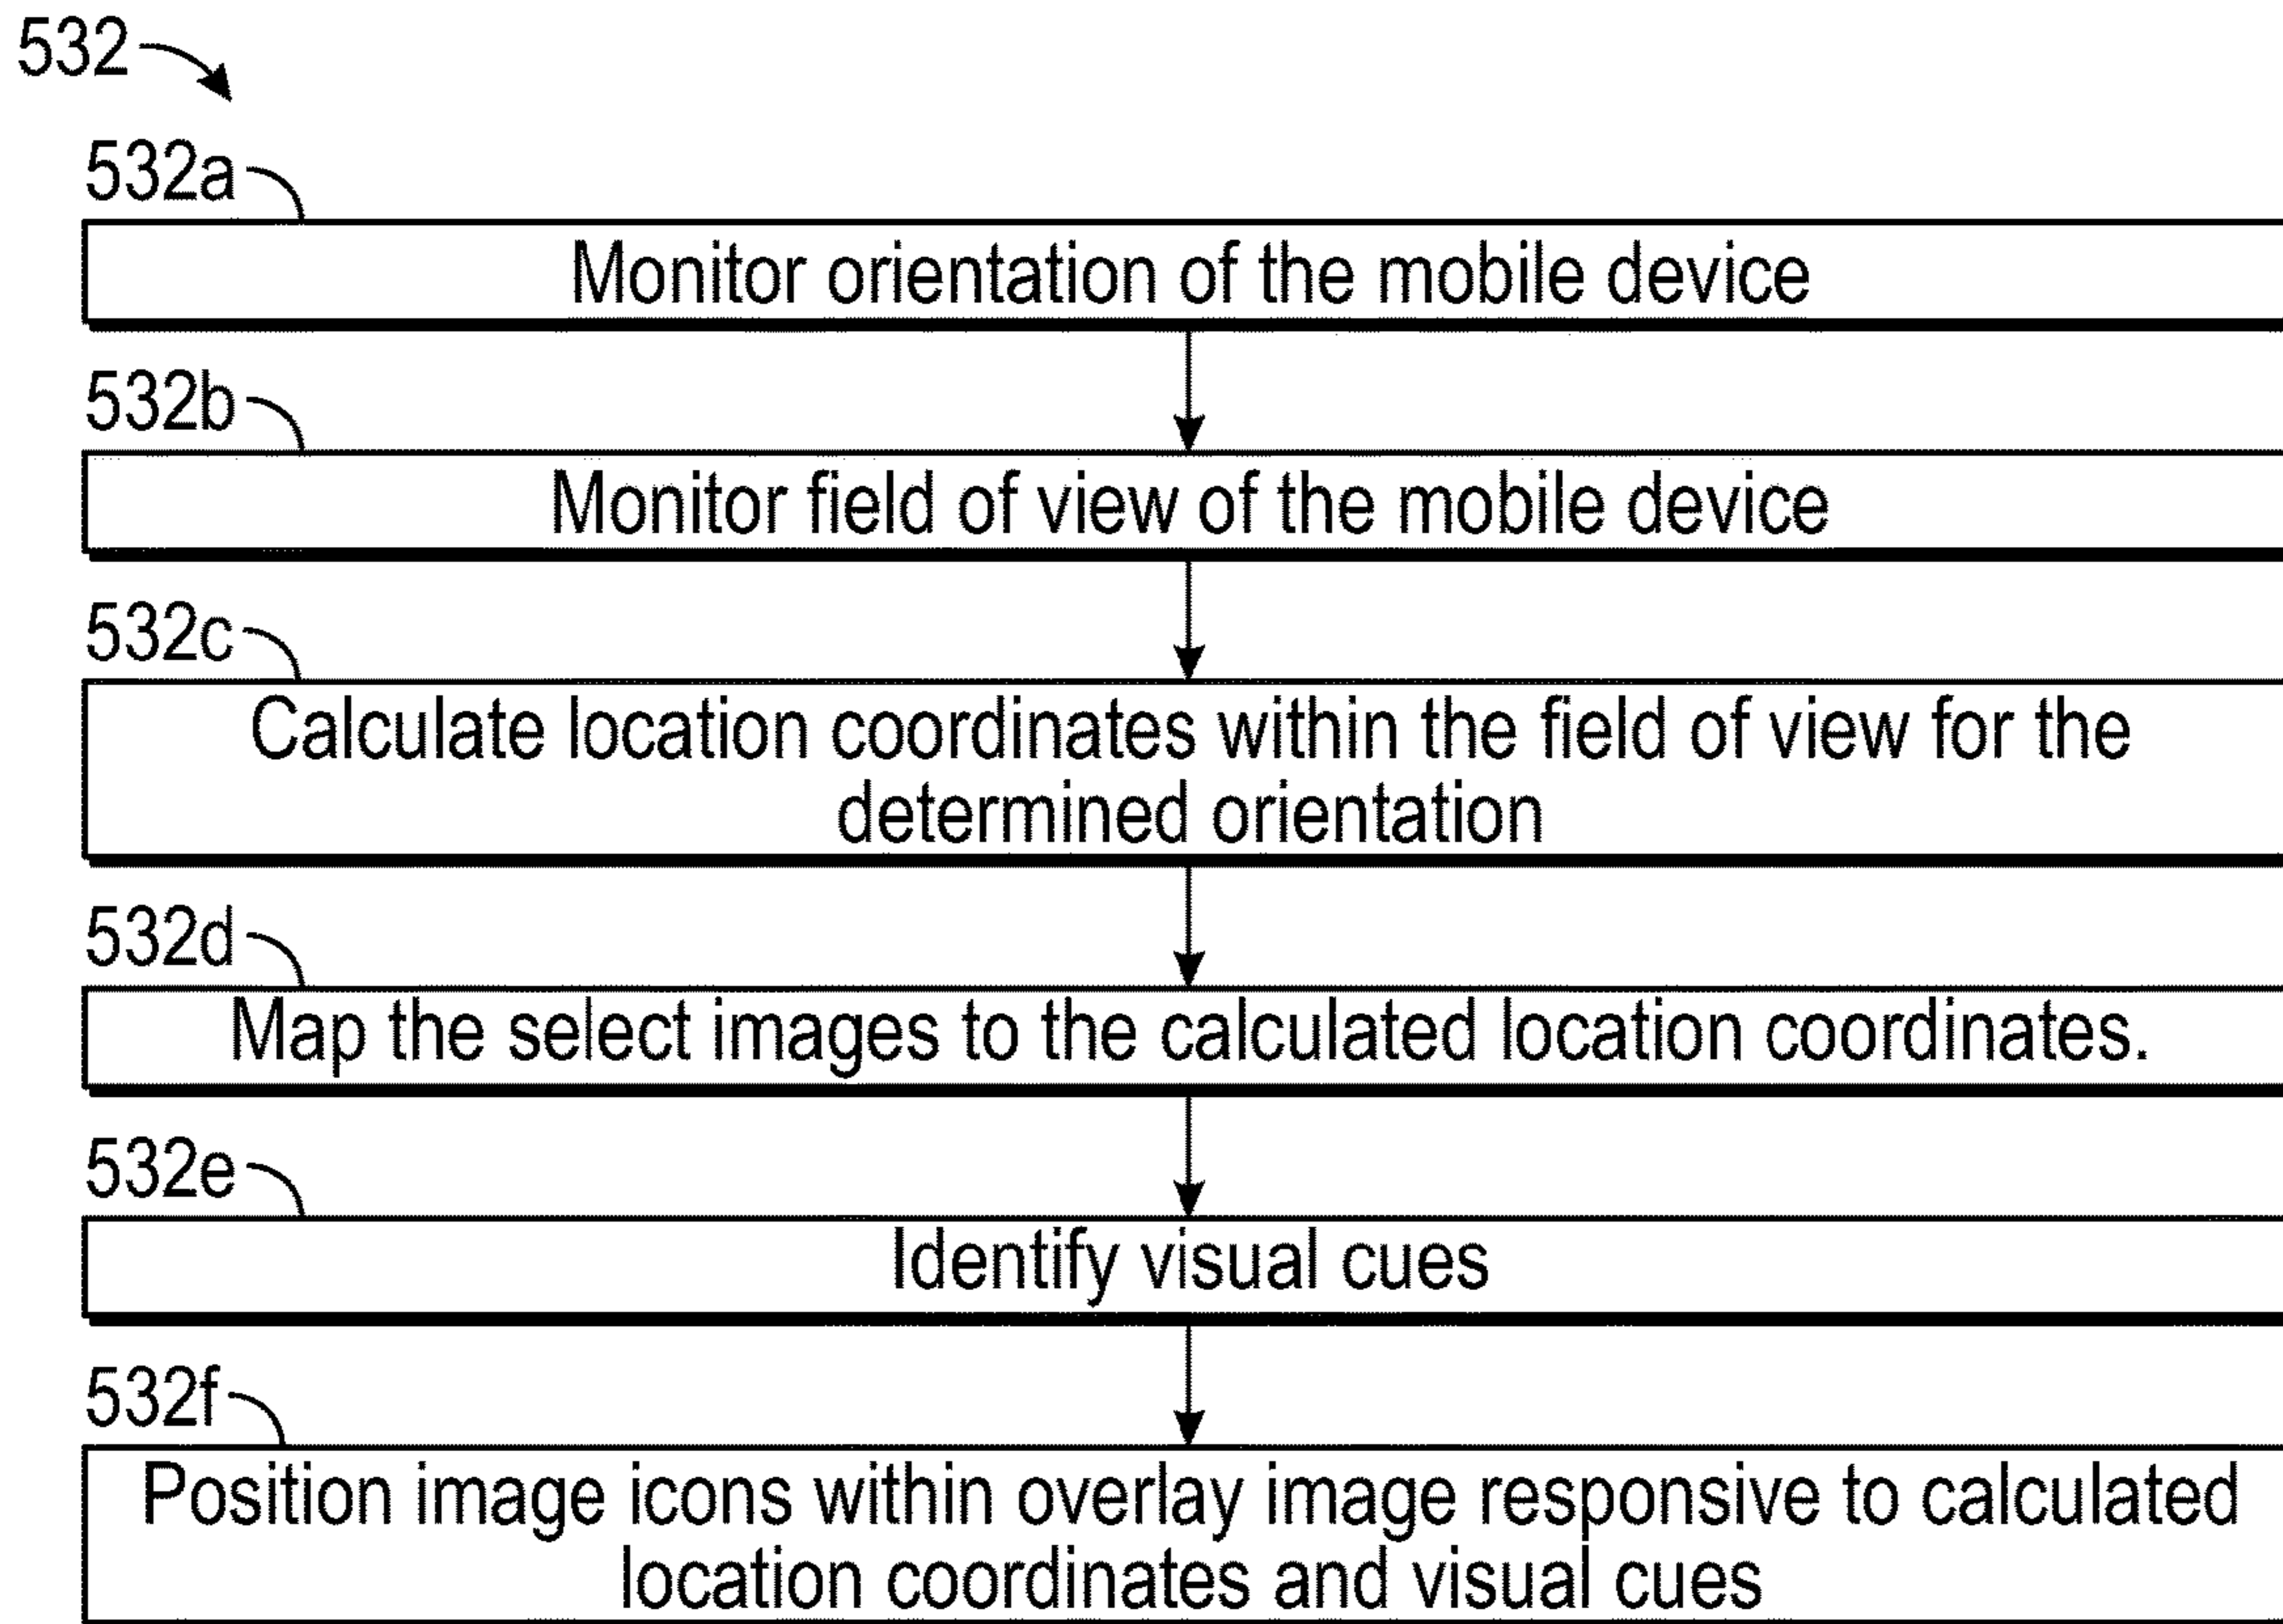 532
532a
Monitor orientation of the mobile device
532b
Monitor field of view of the mobile device
532c
Calculate location coordinates within the field of view for the
determined orientation
532d
Map the select images to the calculated location coordinates.
532e
Identify visual cues
532f
Position image icons within overlay image responsive to calculated
location coordinates and visual cues